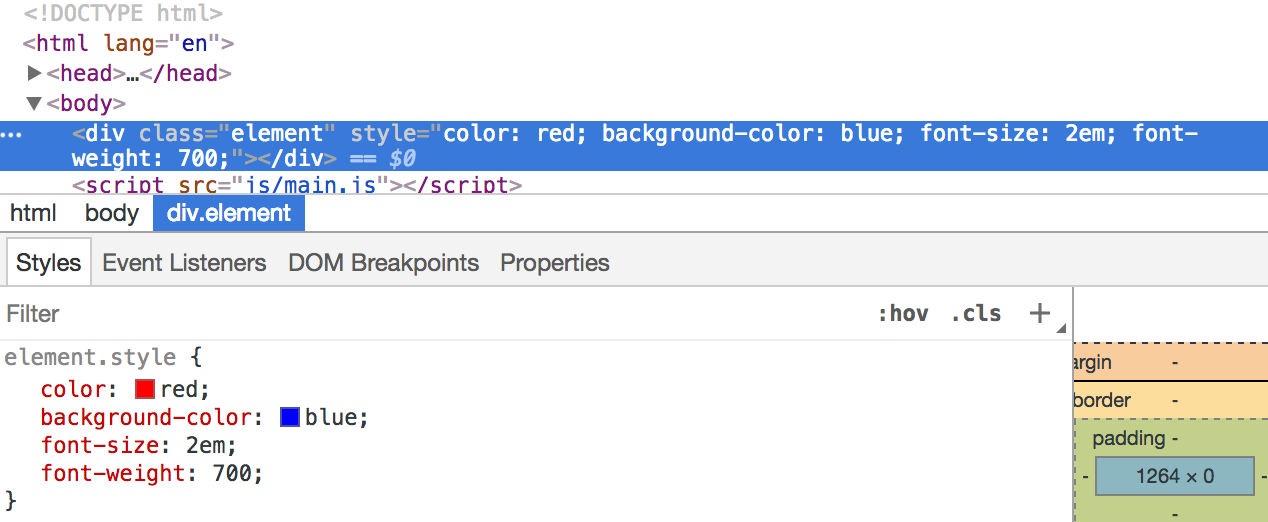 <!DOCTYPE html>
<html lang="en">
▶<head>…</head>
▼<body>
… <div class="element" style="color: red; background-color: blue; font-size: 2em; font-
weight: 700;"></div> == $0
<script src="js/main.js"></script>
html body div.element
Styles Event Listeners DOM Breakpoints Properties
Filter :hov .cls +
element.style {
color: red;
background-color: blue;
font-size: 2em;
font-weight: 700;
}
argin -
border -
padding -
- 1264 × 0 -
-